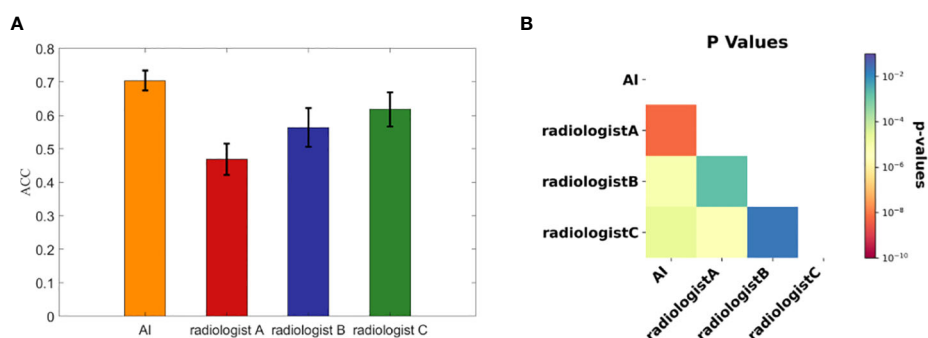 A
0.8
0.7
0.6
0.5
0.4
0.3
0.2
0.1
0
ACC
AI radiologist A radiologist B radiologist C
B
P Values
AI
radiologistA
radiologistB
radiologistC
AI
radiologistA
radiologistB
radiologistC
10⁻²
10⁻⁴
10⁻⁶
10⁻⁸
10⁻¹⁰
p-values